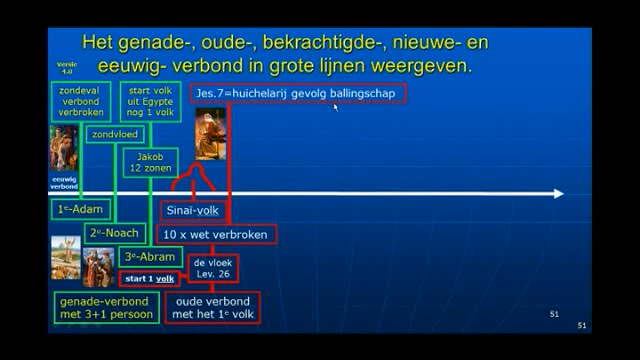 Het genade-, oude-, bekrachtigde-, nieuwe- en
eeuwig- verbond in grote lijnen weergeven.
Versie
4.0
zondeval
verbond
verbroken
start volk
uit Egypte
nog 1 volk
Jes.7=huichelarij gevolg ballingschap
zondvloed
Jakob
12 zonen
eeuwig
verbond
1e-Adam
Sinaï-volk
2e-Noach
10 x wet verbroken
3e-Abram
de vloek
Lev. 26
start 1 volk
genade-verbond
met 3+1 persoon
oude verbond
met het 1e volk
51
51